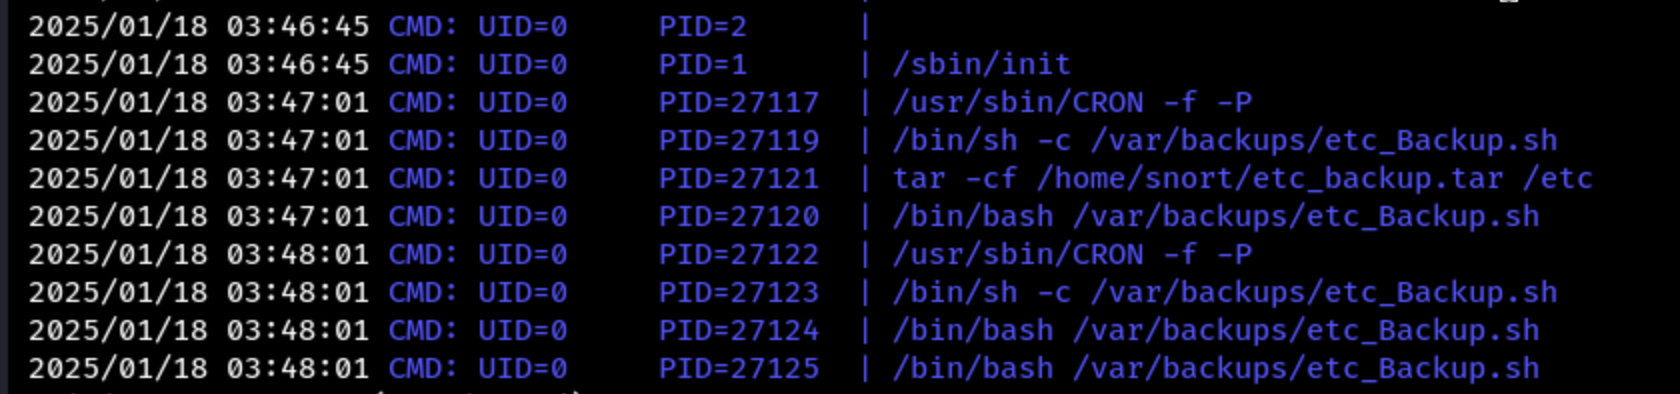 2025/01/18 03:46:45 CMD: UID=0     PID=2      |
2025/01/18 03:46:45 CMD: UID=0     PID=1      | /sbin/init
2025/01/18 03:47:01 CMD: UID=0     PID=27117  | /usr/sbin/CRON -f -P
2025/01/18 03:47:01 CMD: UID=0     PID=27119  | /bin/sh -c /var/backups/etc_Backup.sh
2025/01/18 03:47:01 CMD: UID=0     PID=27121  | tar -cf /home/snort/etc_backup.tar /etc
2025/01/18 03:47:01 CMD: UID=0     PID=27120  | /bin/bash /var/backups/etc_Backup.sh
2025/01/18 03:48:01 CMD: UID=0     PID=27122  | /usr/sbin/CRON -f -P
2025/01/18 03:48:01 CMD: UID=0     PID=27123  | /bin/sh -c /var/backups/etc_Backup.sh
2025/01/18 03:48:01 CMD: UID=0     PID=27124  | /bin/bash /var/backups/etc_Backup.sh
2025/01/18 03:48:01 CMD: UID=0     PID=27125  | /bin/bash /var/backups/etc_Backup.sh